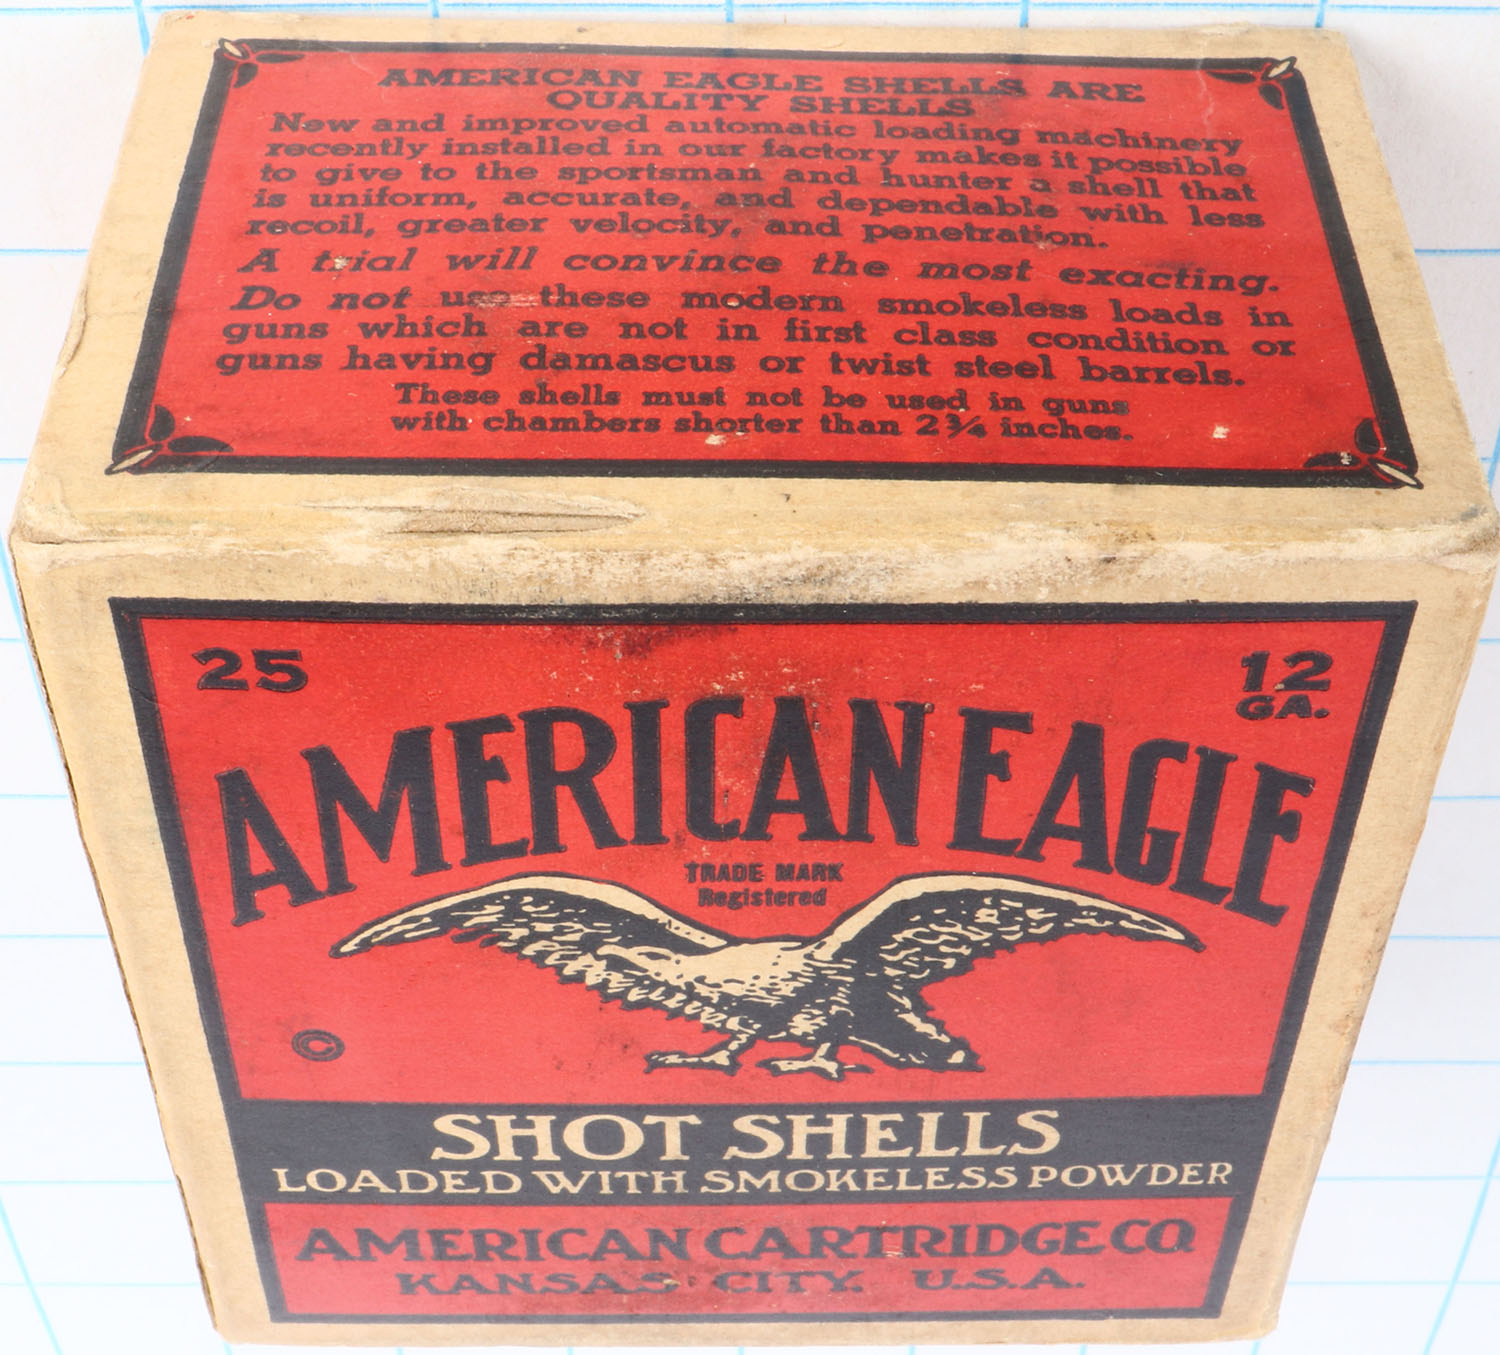 AMERICAN EAGLE SHELLS ARE
QUALITY SHELLS
New and improved automatic loading machinery
recently installed in our factory makes it possible
to give to the sportsman and hunter a shell that
is uniform, accurate, and dependable with less
recoil, greater velocity, and penetration.
A trial will convince the most exacting.
Do not use these modern smokeless loads in
guns which are not in first class condition or
guns having damascus or twist steel barrels.
These shells must not be used in guns
with chambers shorter than 2¾ inches.
25
12
GA.
AMERICAN EAGLE
TRADE MARK
Registered
©
SHOT SHELLS
LOADED WITH SMOKELESS POWDER
AMERICAN CARTRIDGE CO.
KANSAS CITY, U.S.A.